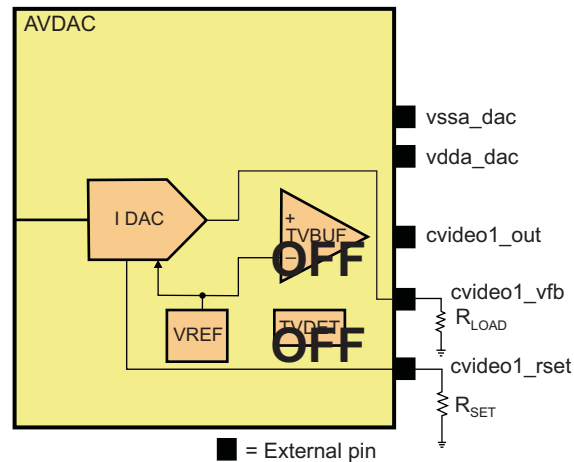 AVDAC
vssa_dac
vdda_dac
I DAC
+
TVBUF
−
OFF
cvideo1_out
cvideo1_vfb
RLOAD
VREF
TVDET
OFF
cvideo1_rset
RSET
= External pin